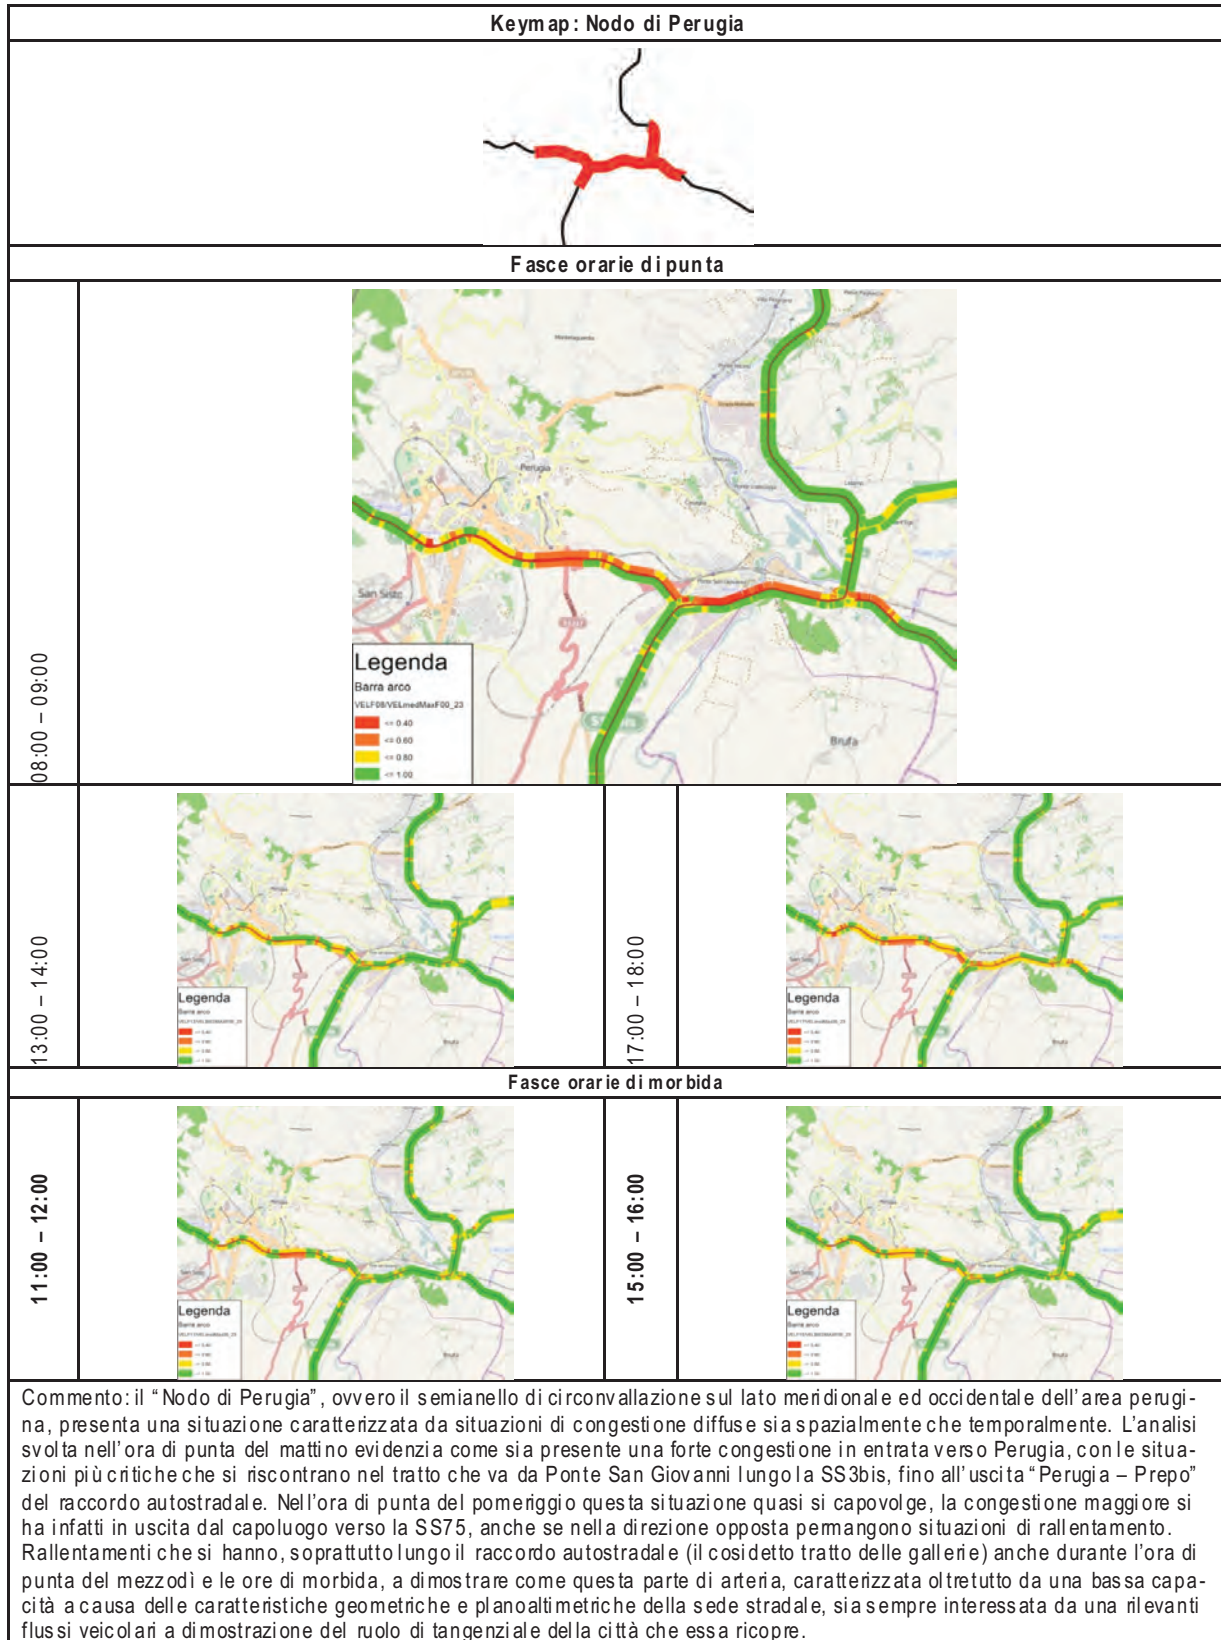 Keymap: Nodo di Perugia
Fasce orarie di punta
08:00 – 09:00
Perugia
San Sisto
Brufa
Legenda
Barra arco
VELF08/VELmedMaxF00_23
<= 0.40
<= 0.60
<= 0.80
<= 1.00
13:00 – 14:00
Legenda
Barra arco
17:00 – 18:00
Legenda
Barra arco
Fasce orarie di morbida
11:00 – 12:00
Legenda
Barra arco
15:00 – 16:00
Legenda
Barra arco
Commento: il “Nodo di Perugia”, ovvero il semianello di circonvallazione sul lato meridionale ed occidentale dell’area perugi-
na, presenta una situazione caratterizzata da situazioni di congestione diffuse sia spazialmente che temporalmente. L’analisi
svolta nell’ora di punta del mattino evidenzia come sia presente una forte congestione in entrata verso Perugia, con le situa-
zioni più critiche che si riscontrano nel tratto che va da Ponte San Giovanni lungo la SS3bis, fino all’uscita “Perugia – Prepo”
del raccordo autostradale. Nell’ora di punta del pomeriggio questa situazione quasi si capovolge, la congestione maggiore si
ha infatti in uscita dal capoluogo verso la SS75, anche se nella direzione opposta permangono situazioni di rallentamento.
Rallentamenti che si hanno, soprattutto lungo il raccordo autostradale (il cosidetto tratto delle gallerie) anche durante l’ora di
punta del mezzodì e le ore di morbida, a dimostrare come questa parte di arteria, caratterizzata oltretutto da una bassa capa-
cità a causa delle caratteristiche geometriche e planoaltimetriche della sede stradale, sia sempre interessata da una rilevanti
flussi veicolari a dimostrazione del ruolo di tangenziale della città che essa ricopre.